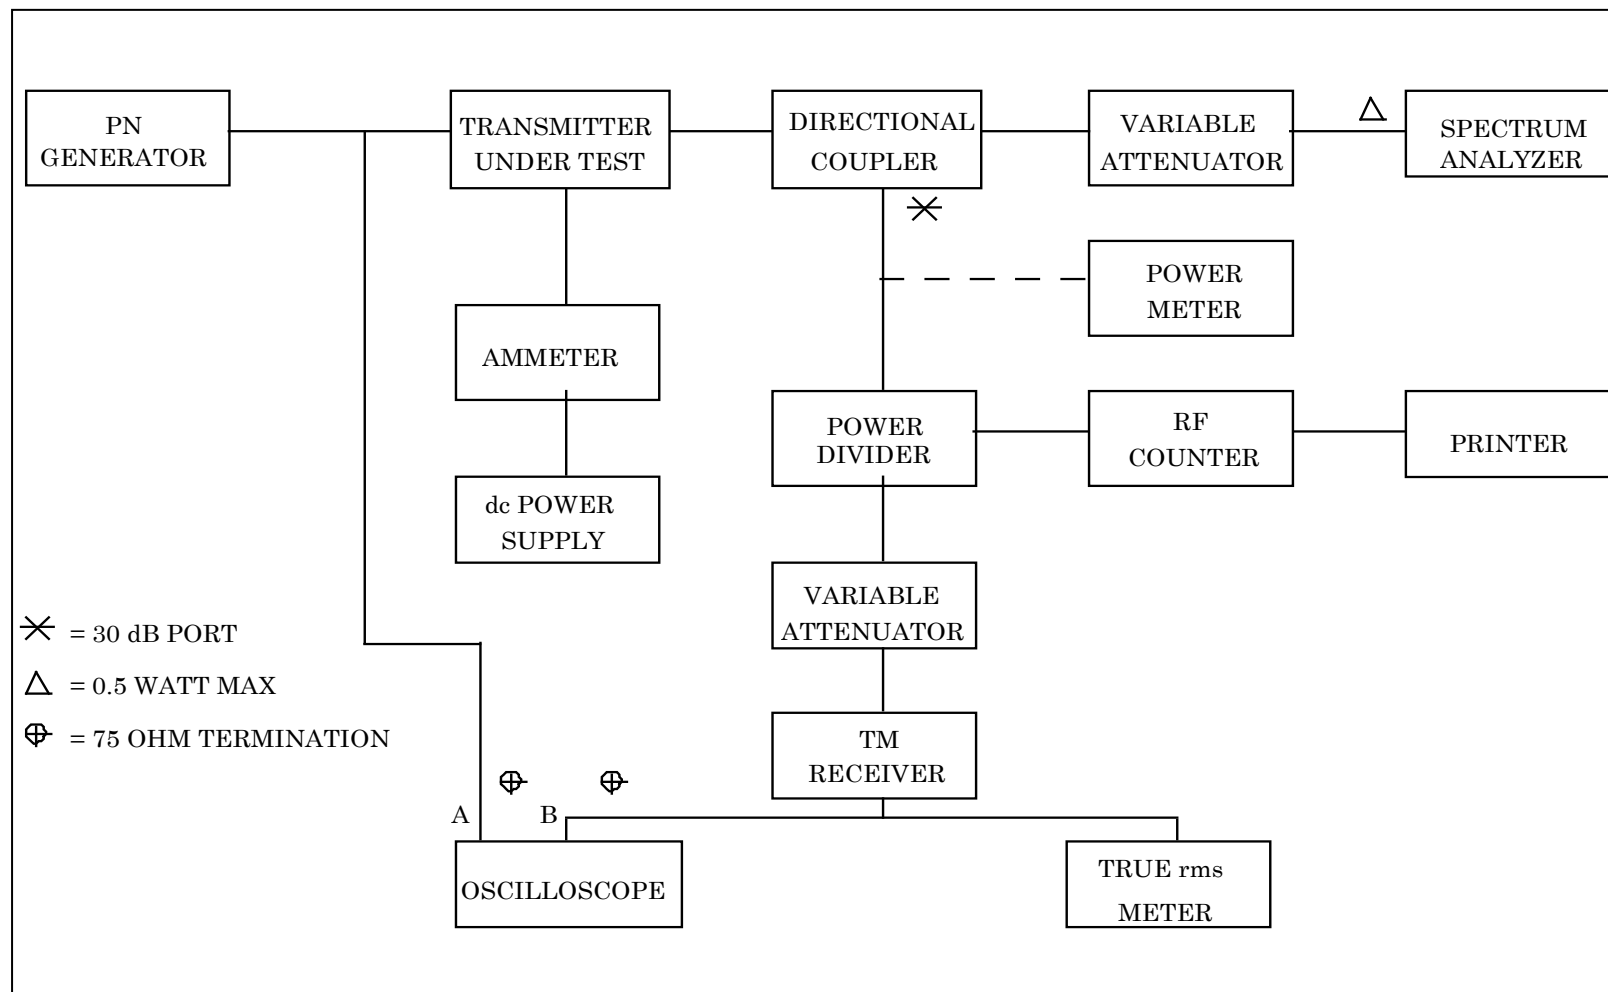 PN
GENERATOR
TRANSMITTER
UNDER TEST
DIRECTIONAL
COUPLER
VARIABLE
ATTENUATOR
SPECTRUM
ANALYZER
POWER
METER
AMMETER
POWER
DIVIDER
RF
COUNTER
PRINTER
dc POWER
SUPPLY
VARIABLE
ATTENUATOR
= 30 dB PORT
= 0.5 WATT MAX
= 75 OHM TERMINATION
TM
RECEIVER
A
B
OSCILLOSCOPE
TRUE rms
METER